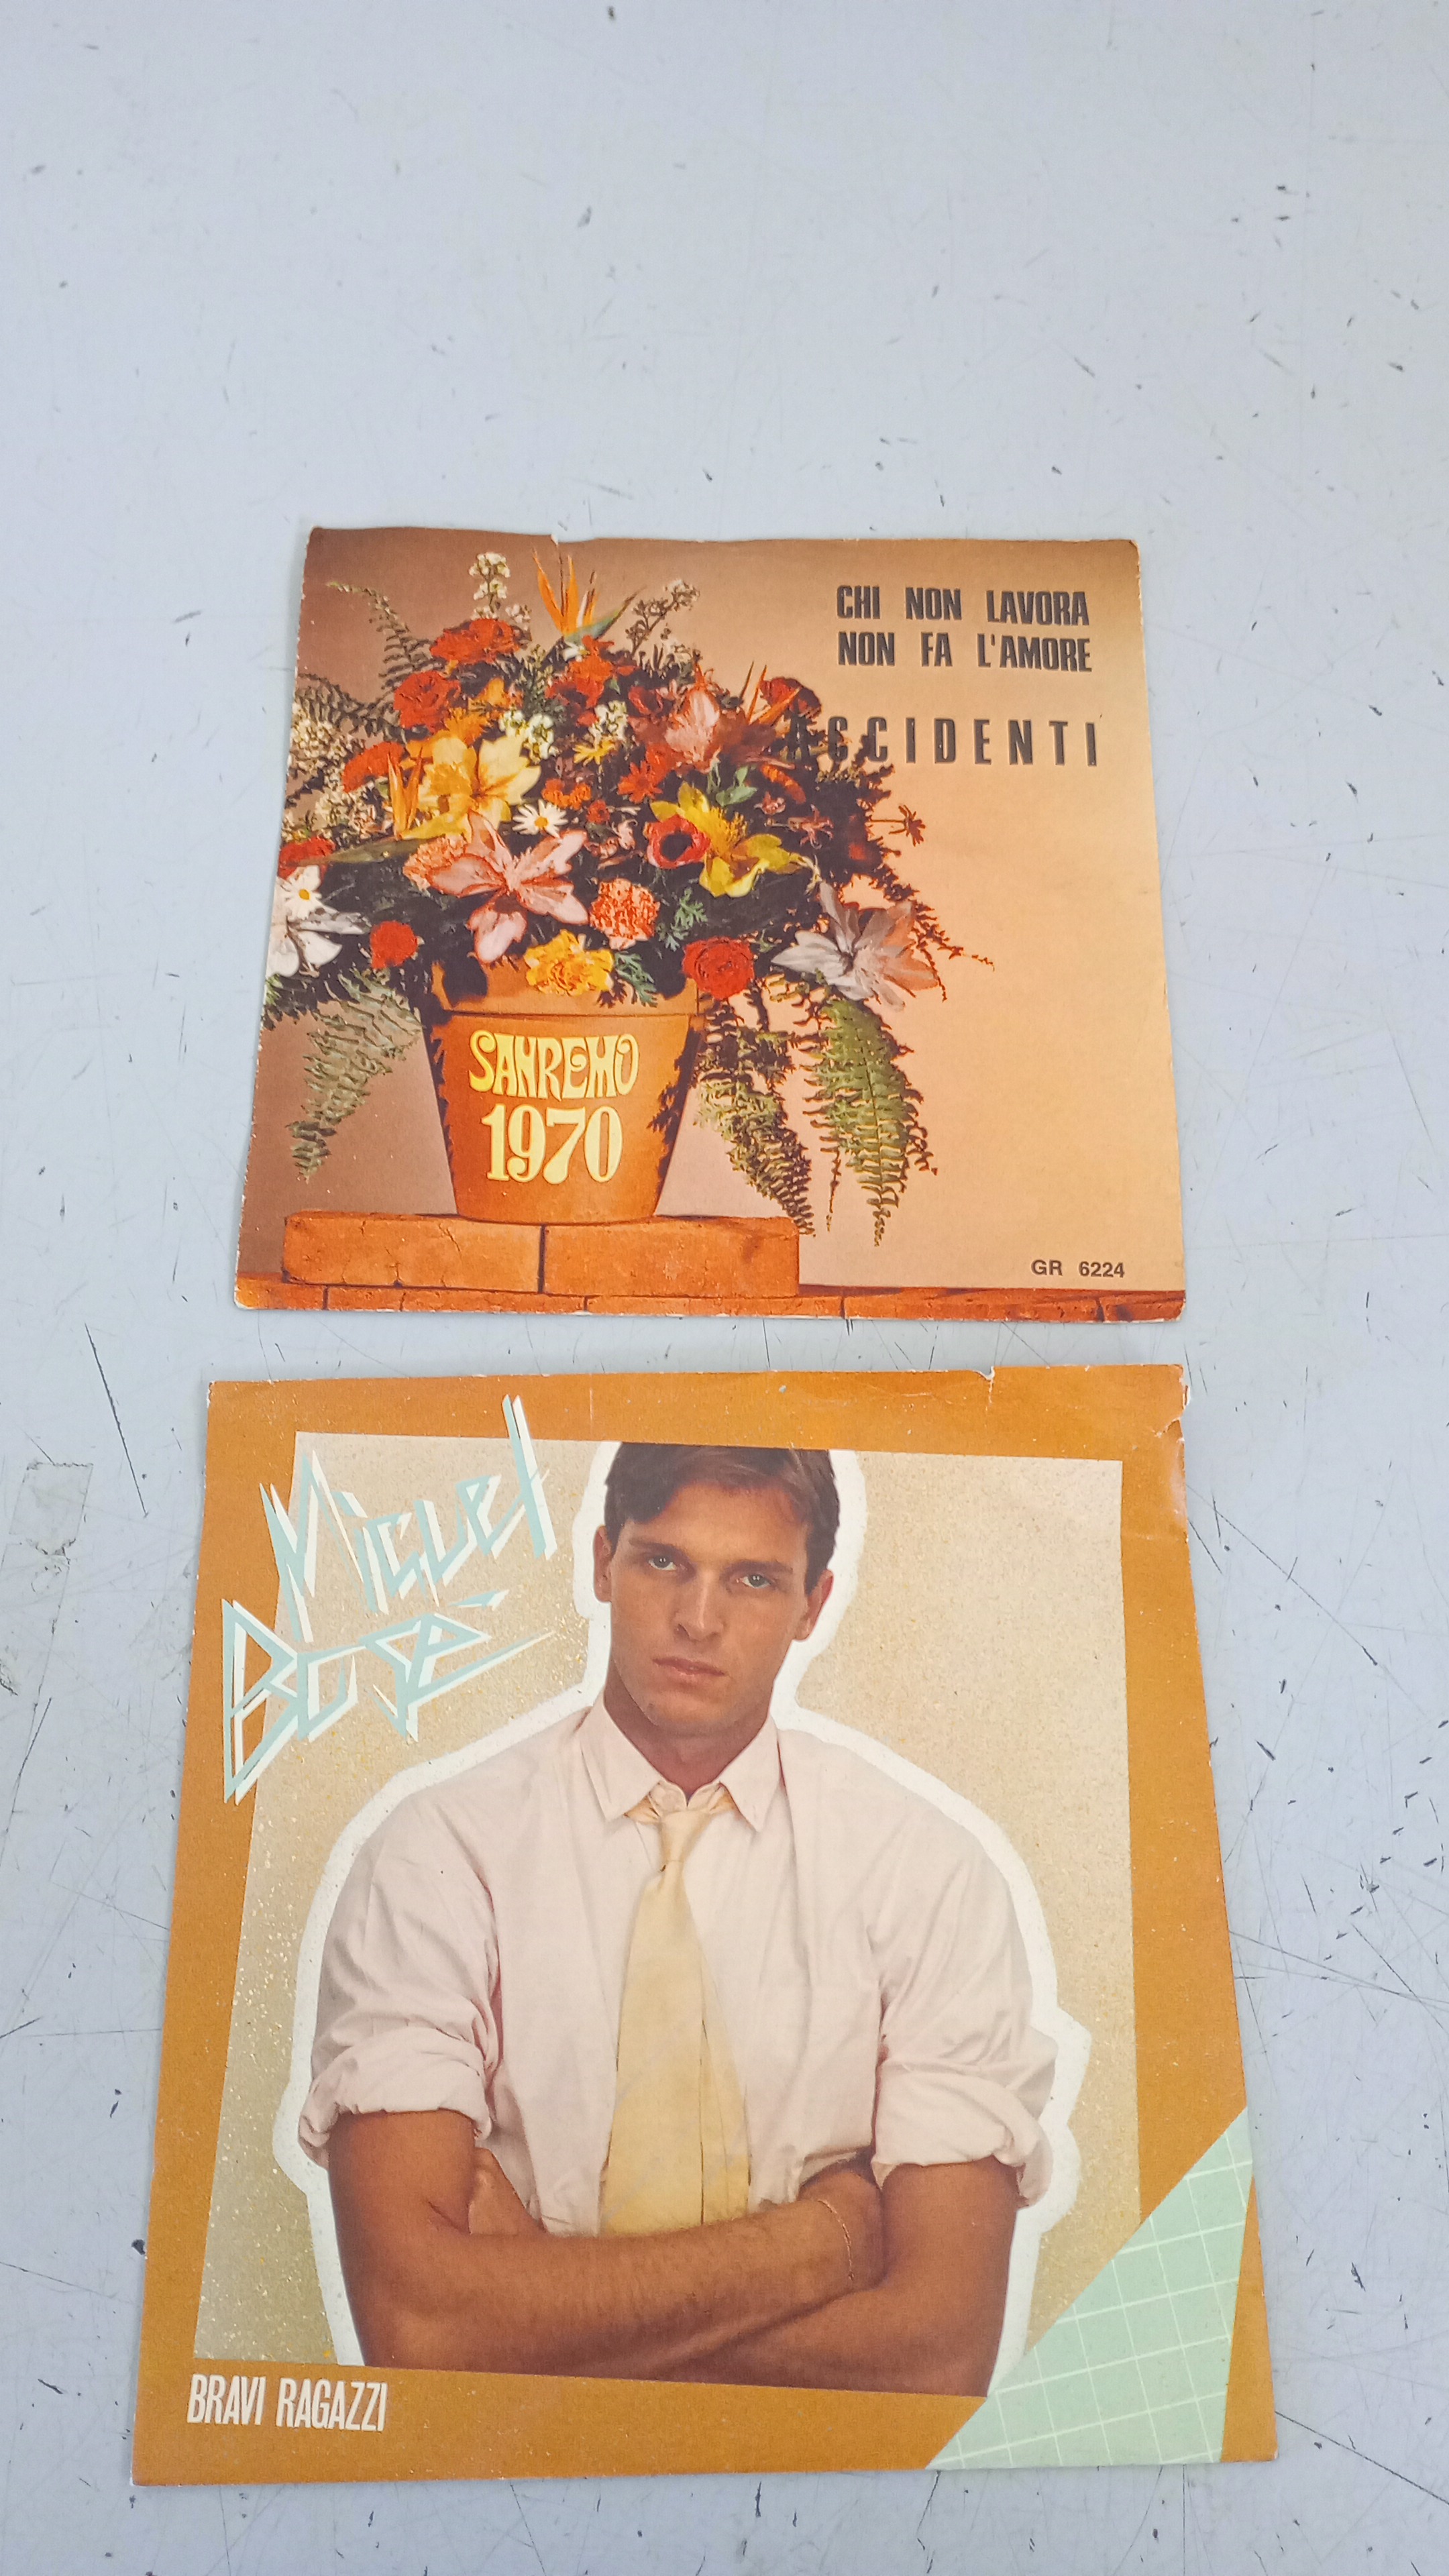 CHI NON LAVORA
NON FA L'AMORE
ACCIDENTI
SANREMO
1970
GR 6224
Miguel
Bosé
BRAVI RAGAZZI